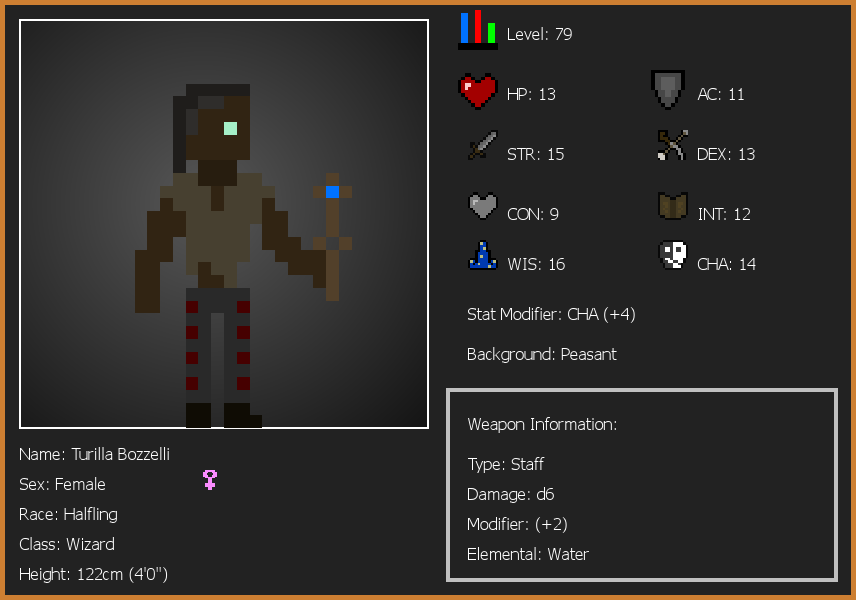 Level: 79
HP: 13
AC: 11
STR: 15
DEX: 13
CON: 9
INT: 12
WIS: 16
CHA: 14
Stat Modifier: CHA (+4)
Background: Peasant
Weapon Information:
Type: Staff
Damage: d6
Modifier: (+2)
Elemental: Water
Name: Turilla Bozzelli
Sex: Female
Race: Halfling
Class: Wizard
Height: 122cm (4'0")